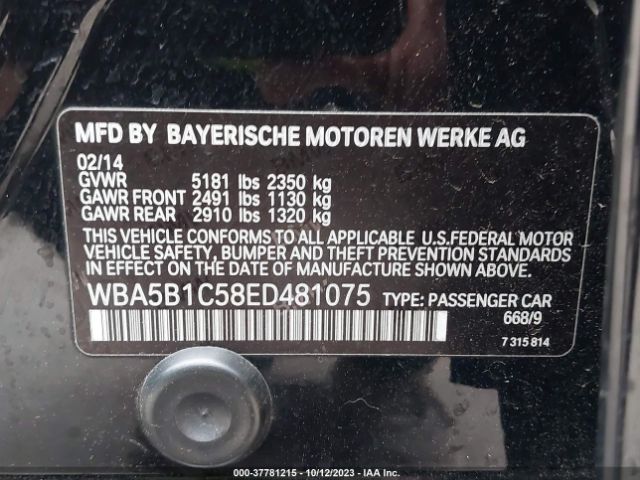 MFD BY BAYERISCHE MOTOREN WERKE AG
02/14
GVWR 5181 lbs 2350 kg
GAWR FRONT 2491 lbs 1130 kg
GAWR REAR 2910 lbs 1320 kg
THIS VEHICLE CONFORMS TO ALL APPLICABLE U.S.FEDERAL MOTOR
VEHICLE SAFETY, BUMPER AND THEFT PREVENTION STANDARDS
IN EFFECT ON THE DATE OF MANUFACTURE SHOWN ABOVE.
WBA5B1C58ED481075 TYPE: PASSENGER CAR
668/9
7 315 814
000-37781215 - 10/12/2023 - IAA Inc.